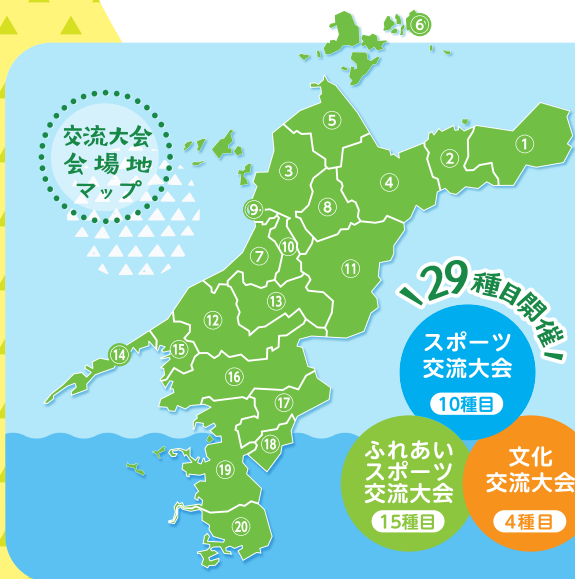 交流大会
会場地
マップ
⑥
⑤
①
②
③
④
⑧
⑨
⑩
⑦
⑪
⑬
⑫
⑭
⑮
⑯
⑰
⑱
⑲
⑳
29種目開催
スポーツ
交流大会
10種目
ふれあい
スポーツ
交流大会
15種目
文化
交流大会
4種目